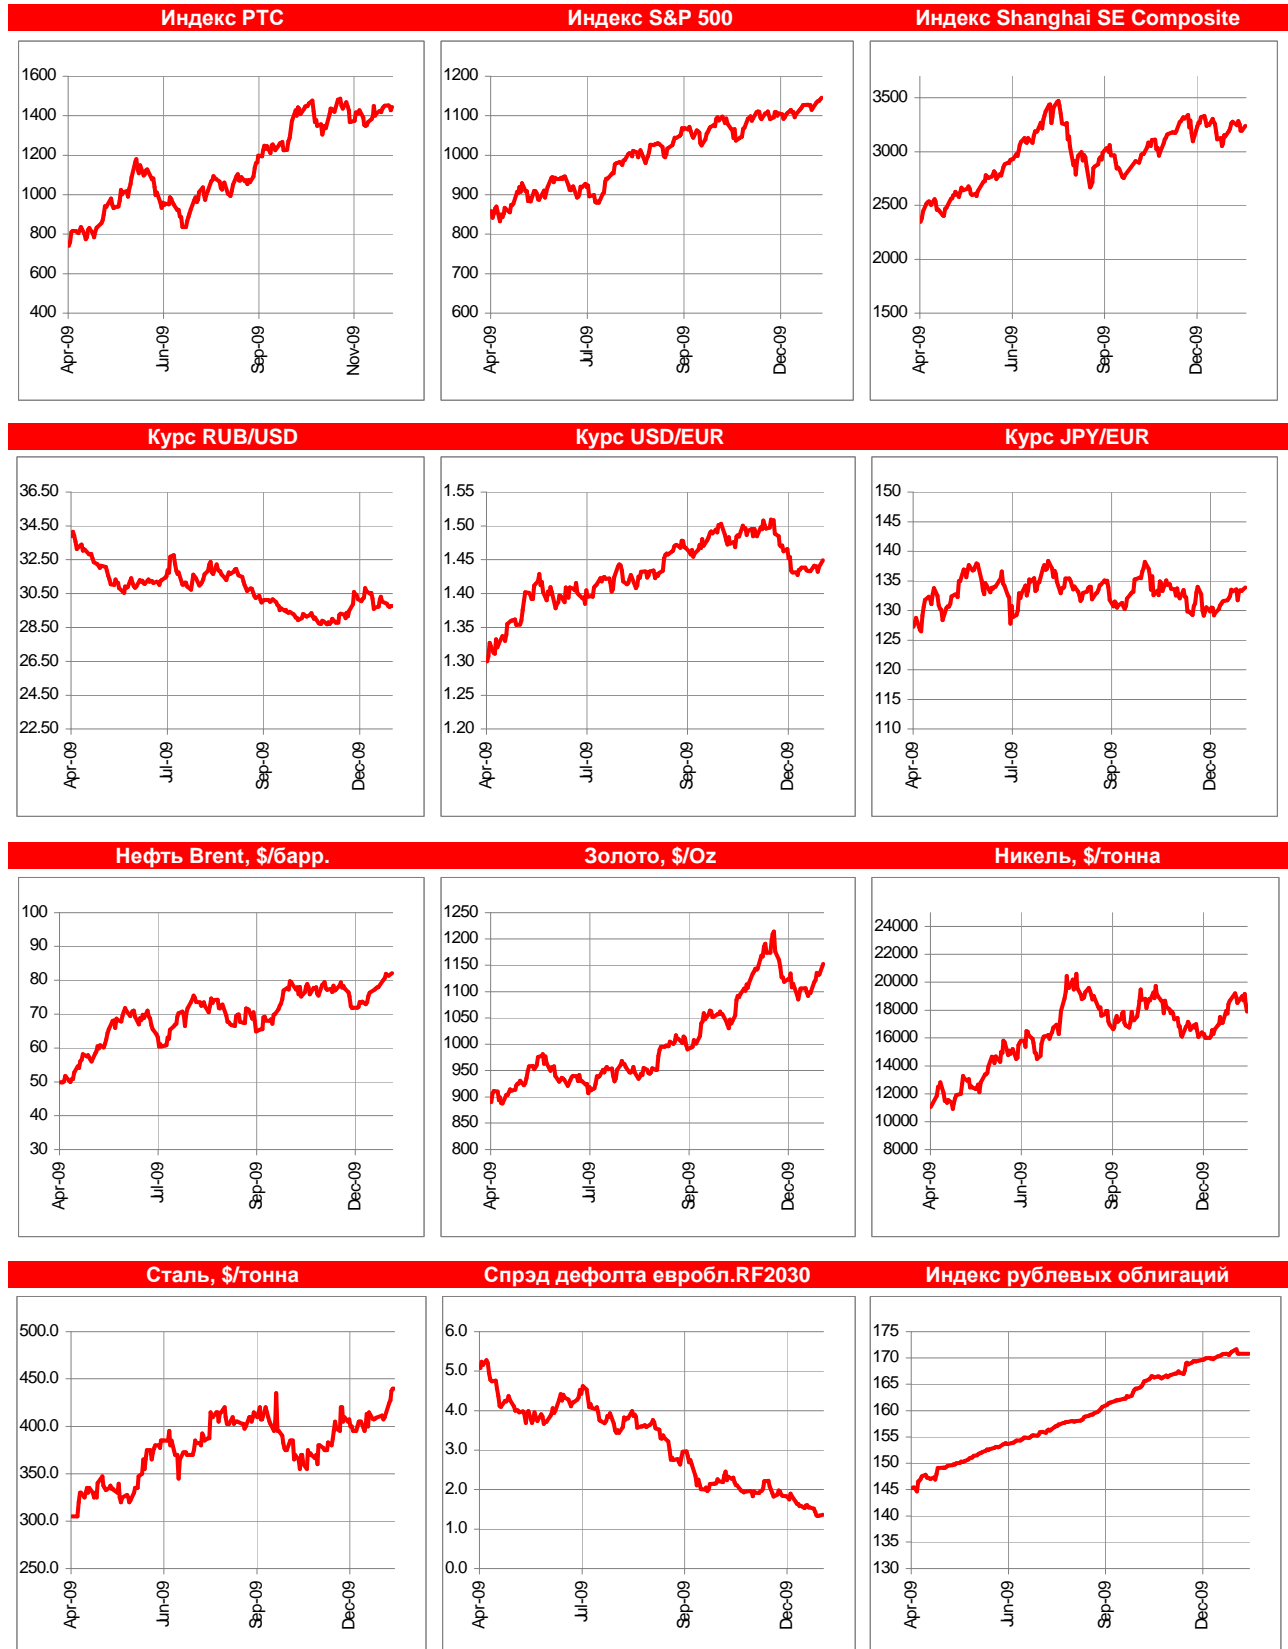 Индекс РТС
1600
1400
1200
1000
800
600
400
Apr-09
Jun-09
Sep-09
Nov-09
Индекс S&P 500
1200
1100
1000
900
800
700
600
Apr-09
Jul-09
Sep-09
Dec-09
Индекс Shanghai SE Composite
3500
3000
2500
2000
1500
Apr-09
Jun-09
Sep-09
Dec-09
Курс RUB/USD
36.50
34.50
32.50
30.50
28.50
26.50
24.50
22.50
Apr-09
Jul-09
Sep-09
Dec-09
Курс USD/EUR
1.55
1.50
1.45
1.40
1.35
1.30
1.25
1.20
Apr-09
Jul-09
Sep-09
Dec-09
Курс JPY/EUR
150
145
140
135
130
125
120
115
110
Apr-09
Jul-09
Sep-09
Dec-09
Нефть Brent, $/барр.
100
90
80
70
60
50
40
30
Apr-09
Jul-09
Sep-09
Dec-09
Золото, $/Oz
1250
1200
1150
1100
1050
1000
950
900
850
800
Apr-09
Jul-09
Sep-09
Dec-09
Никель, $/тонна
24000
22000
20000
18000
16000
14000
12000
10000
8000
Apr-09
Jun-09
Sep-09
Dec-09
Сталь, $/тонна
500.0
450.0
400.0
350.0
300.0
250.0
Apr-09
Jun-09
Sep-09
Dec-09
Спрэд дефолта евробл.RF2030
6.0
5.0
4.0
3.0
2.0
1.0
0.0
Apr-09
Jul-09
Sep-09
Dec-09
Индекс рублевых облигаций
175
170
165
160
155
150
145
140
135
130
Apr-09
Jun-09
Sep-09
Dec-09